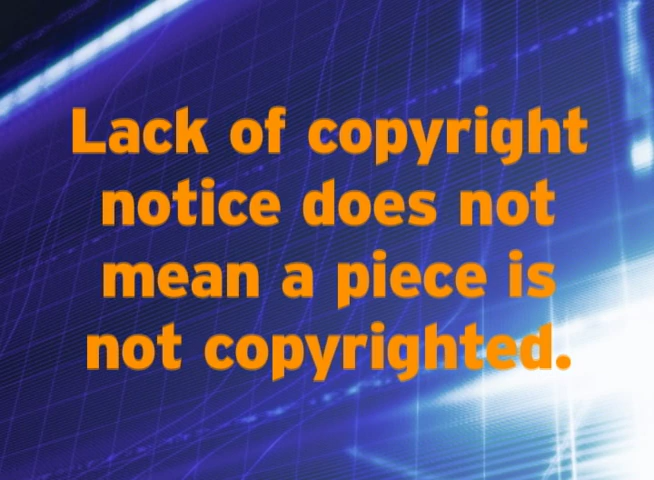 Lack of copyright
notice does not
mean a piece is
not copyrighted.